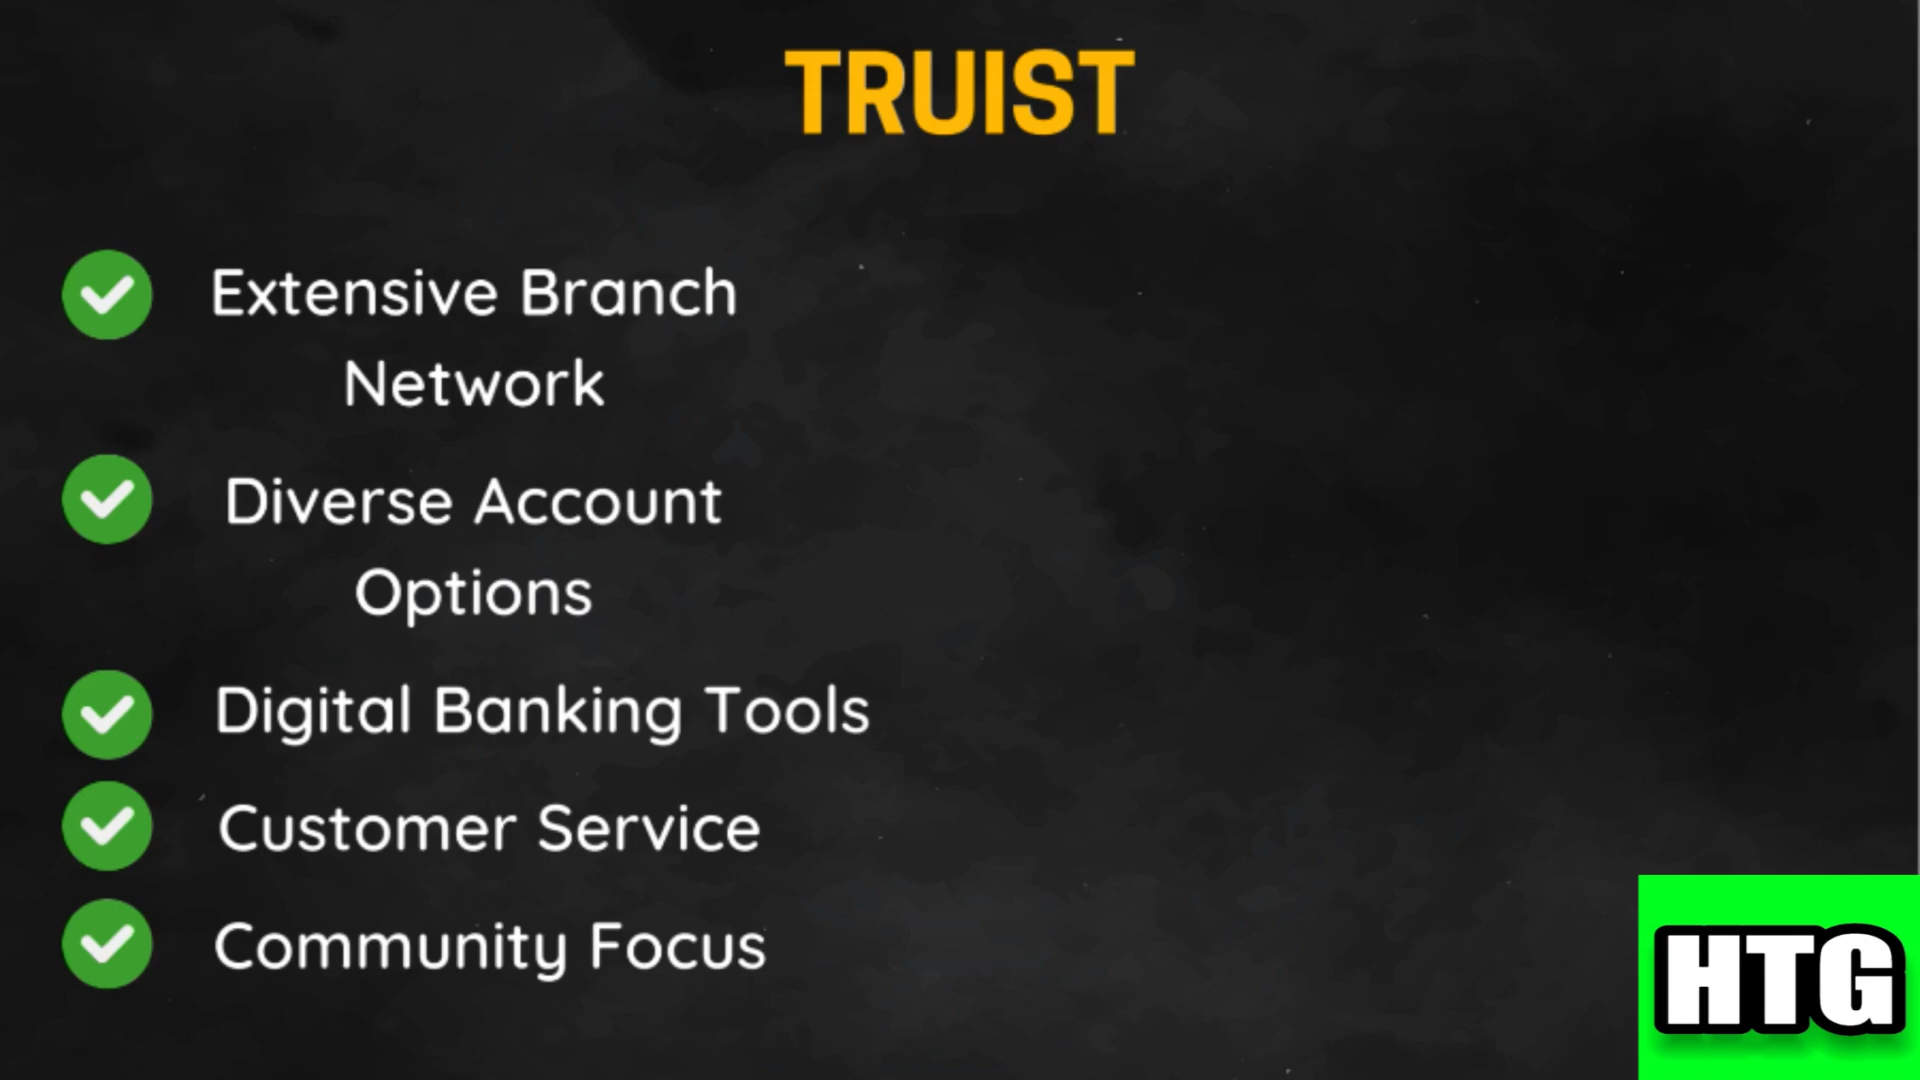 TRUIST
Extensive Branch
Network
Diverse Account
Options
Digital Banking Tools
Customer Service
Community Focus
HTG